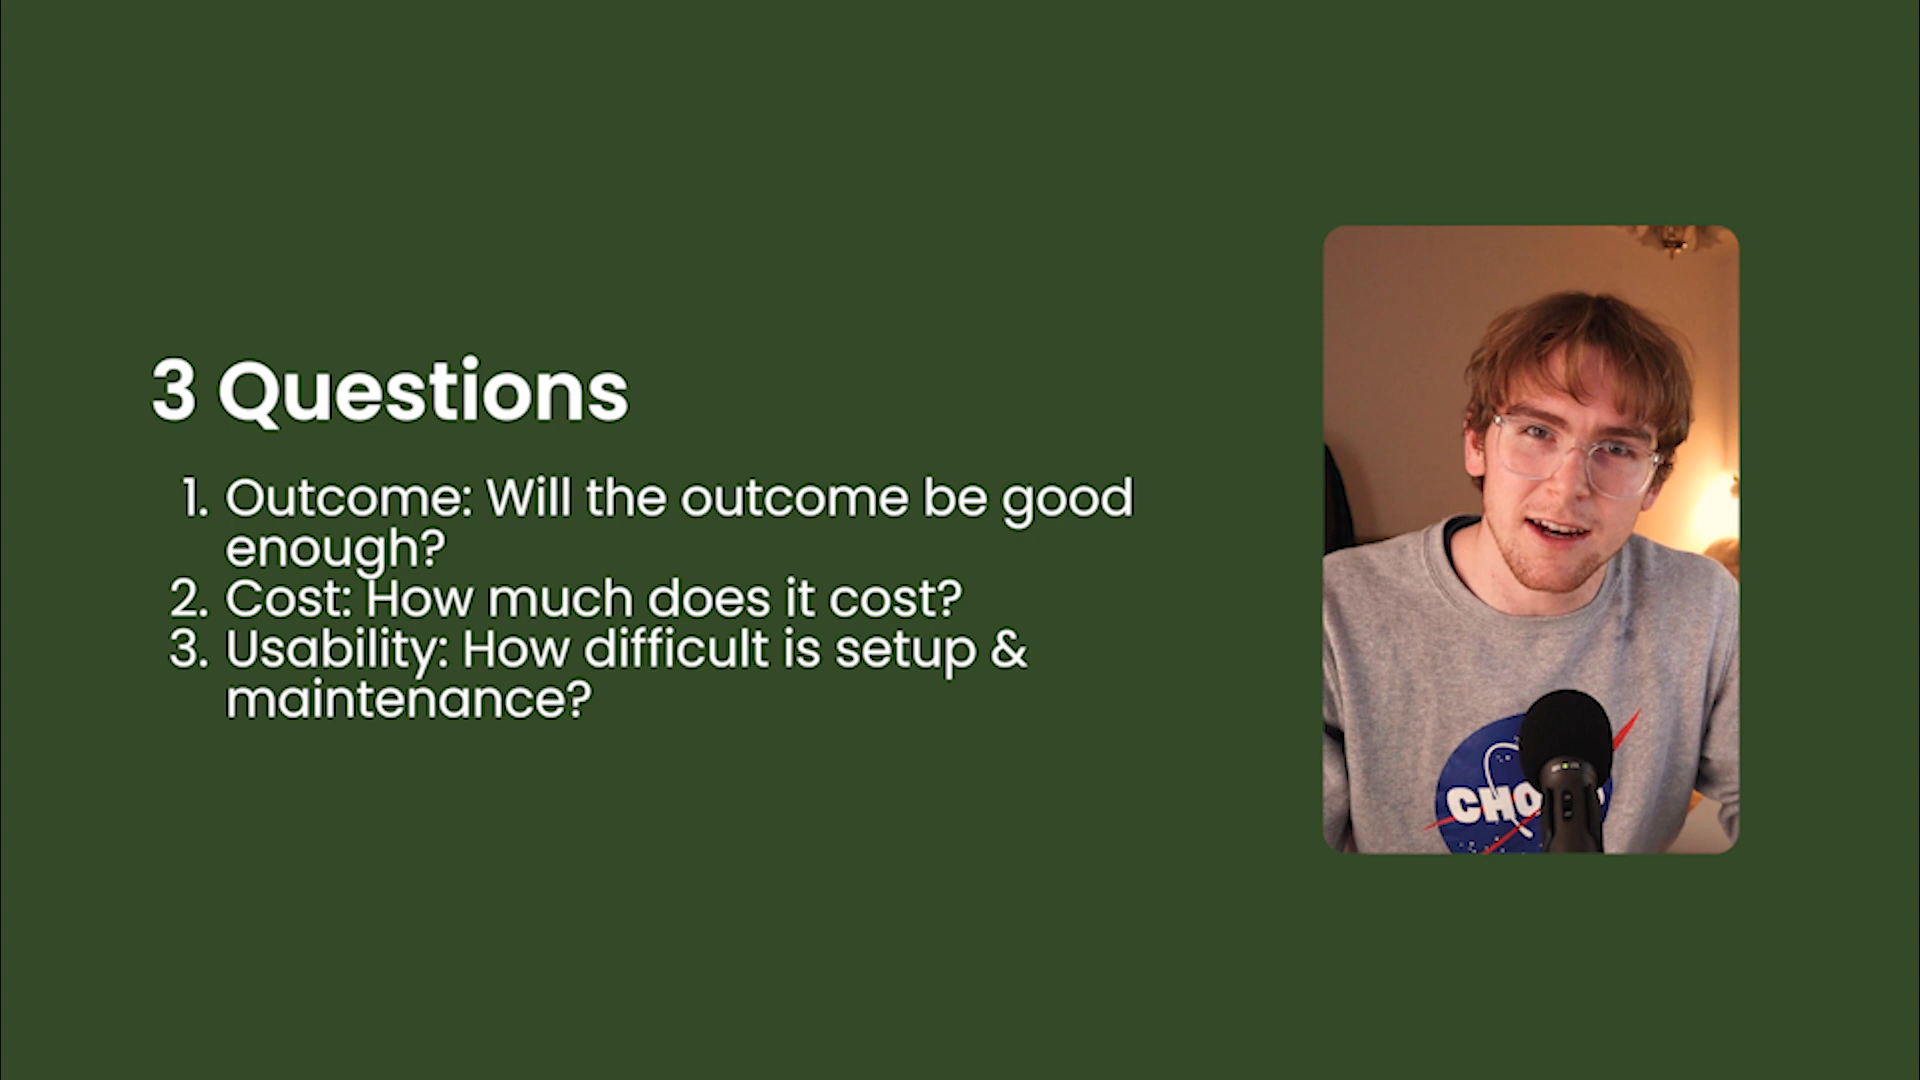 3 Questions
1. Outcome: Will the outcome be good
enough?
2. Cost: How much does it cost?
3. Usability: How difficult is setup &
maintenance?